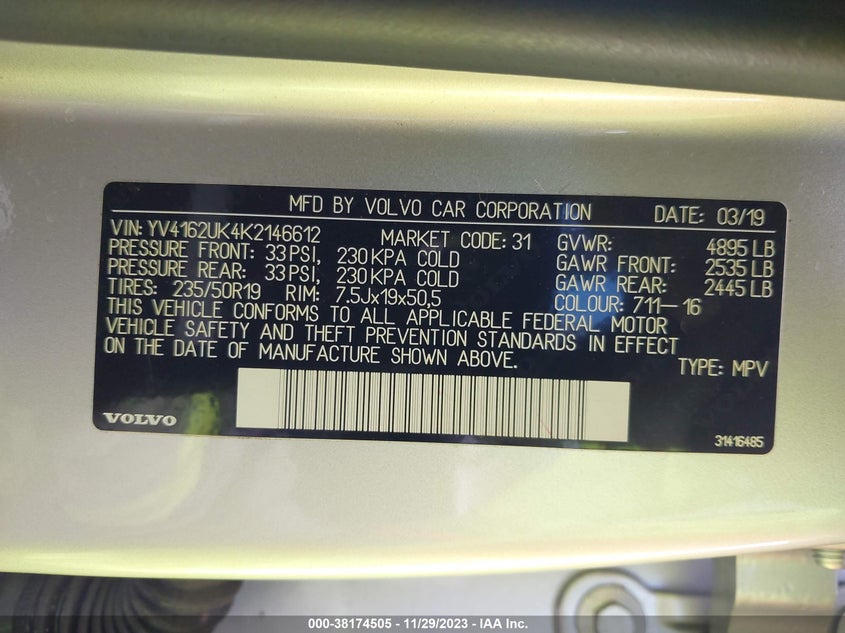 MFD BY VOLVO CAR CORPORATION DATE: 03/19
VIN: YV4162UK4K2146612 MARKET CODE: 31 GVWR: 4895 LB
PRESSURE FRONT: 33 PSI, 230 KPA COLD GAWR FRONT: 2535 LB
PRESSURE REAR: 33 PSI, 230 KPA COLD GAWR REAR: 2445 LB
TIRES: 235/50R19 RIM: 7.5Jx19x50,5 COLOUR: 711-16
THIS VEHICLE CONFORMS TO ALL APPLICABLE FEDERAL MOTOR
VEHICLE SAFETY AND THEFT PREVENTION STANDARDS IN EFFECT
ON THE DATE OF MANUFACTURE SHOWN ABOVE. TYPE: MPV
VOLVO 31416485
000-38174505 - 11/29/2023 - IAA Inc.